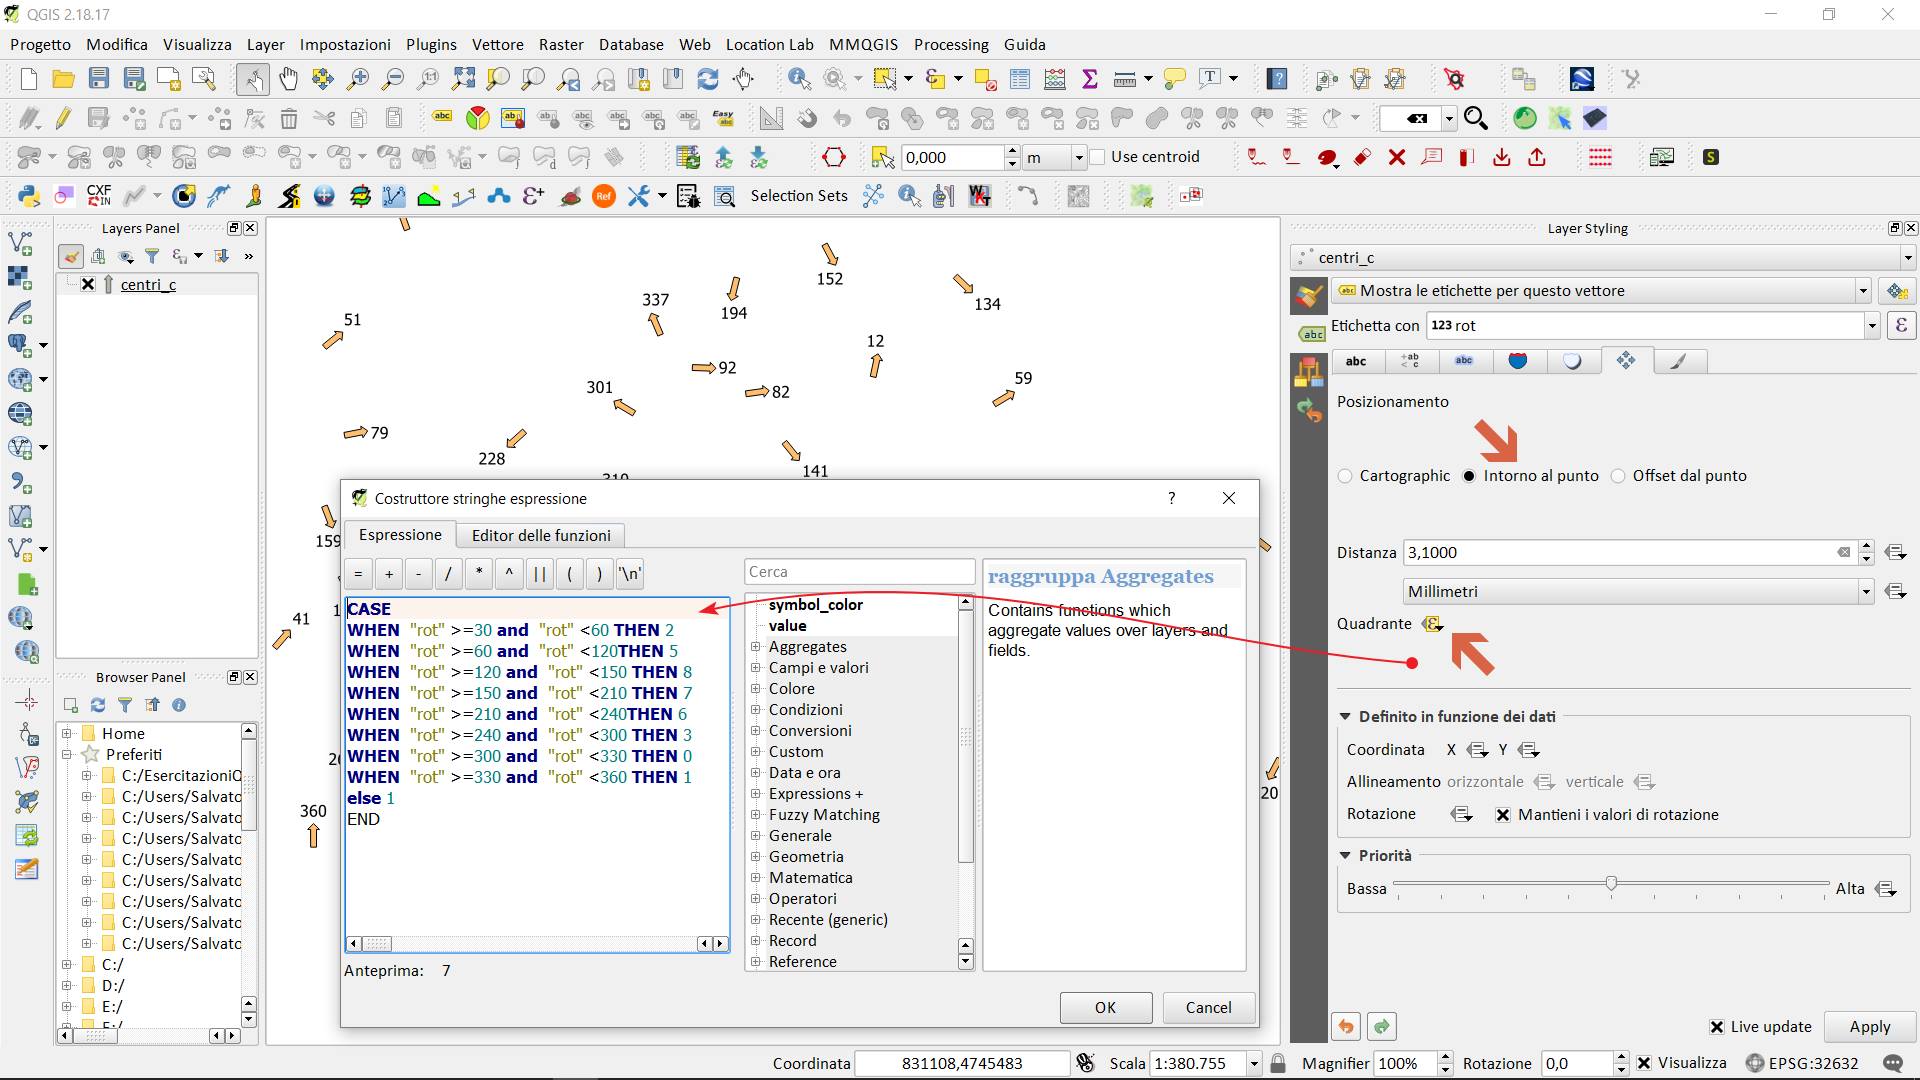 QGIS 2.18.17
Progetto Modifica Visualizza Layer Impostazioni Plugins Vettore Raster Database Web Location Lab MMQGIS Processing Guida
0,000 m Use centroid
CXF IN Ref Selection Sets WKT
Layers Panel
centri_c
Browser Panel
Home
Preferiti
C:/EsercitazioniQ
C:/Users/Salvato
C:/Users/Salvato
C:/Users/Salvato
C:/Users/Salvato
C:/Users/Salvato
C:/Users/Salvato
C:/Users/Salvato
C:/Users/Salvato
C:/
D:/
E:/
152
337
194
134
51
12
92
301
82
59
79
228
141
159
41
360
20
Costruttore stringhe espressione
Espressione Editor delle funzioni
= + - / * ^ || ( ) '\n'
CASE
WHEN "rot" >=30 and "rot" <60 THEN 2
WHEN "rot" >=60 and "rot" <120THEN 5
WHEN "rot" >=120 and "rot" <150 THEN 8
WHEN "rot" >=150 and "rot" <210 THEN 7
WHEN "rot" >=210 and "rot" <240THEN 6
WHEN "rot" >=240 and "rot" <300 THEN 3
WHEN "rot" >=300 and "rot" <330 THEN 0
WHEN "rot" >=330 and "rot" <360 THEN 1
else 1
END
Anteprima: 7
Cerca
symbol_color
value
Aggregates
Campi e valori
Colore
Condizioni
Conversioni
Custom
Data e ora
Expressions +
Fuzzy Matching
Generale
Geometria
Matematica
Operatori
Recente (generic)
Record
Reference
raggruppa Aggregates
Contains functions which
aggregate values over layers and
fields.
OK Cancel
Layer Styling
centri_c
Mostra le etichette per questo vettore
Etichetta con 123 rot
Posizionamento
Cartographic Intorno al punto Offset dal punto
Distanza 3,1000
Millimetri
Quadrante
Definito in funzione dei dati
Coordinata X Y
Allineamento orizzontale verticale
Rotazione Mantieni i valori di rotazione
Priorità
Bassa Alta
Live update Apply
Coordinata 831108,4745483 Scala 1:380.755 Magnifier 100% Rotazione 0,0 Visualizza EPSG:32632